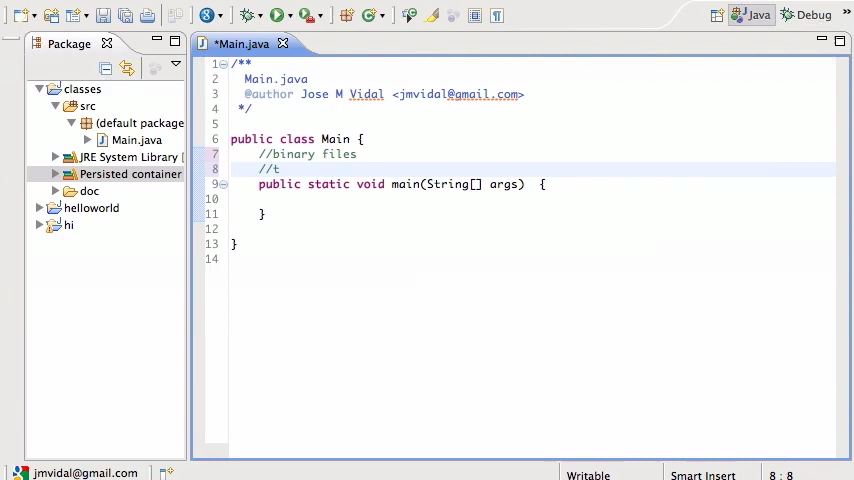 Java
Debug
Package
*Main.java
classes
src
(default package
Main.java
JRE System Library [
Persisted container
doc
helloworld
hi
1 /**
2 Main.java
3 @author Jose M Vidal <jmvidal@gmail.com>
4 */
5
6 public class Main {
7 //binary files
8 //t
9 public static void main(String[] args) {
10
11 }
12
13 }
14
jmvidal@gmail.com
Writable
Smart Insert
8 : 8